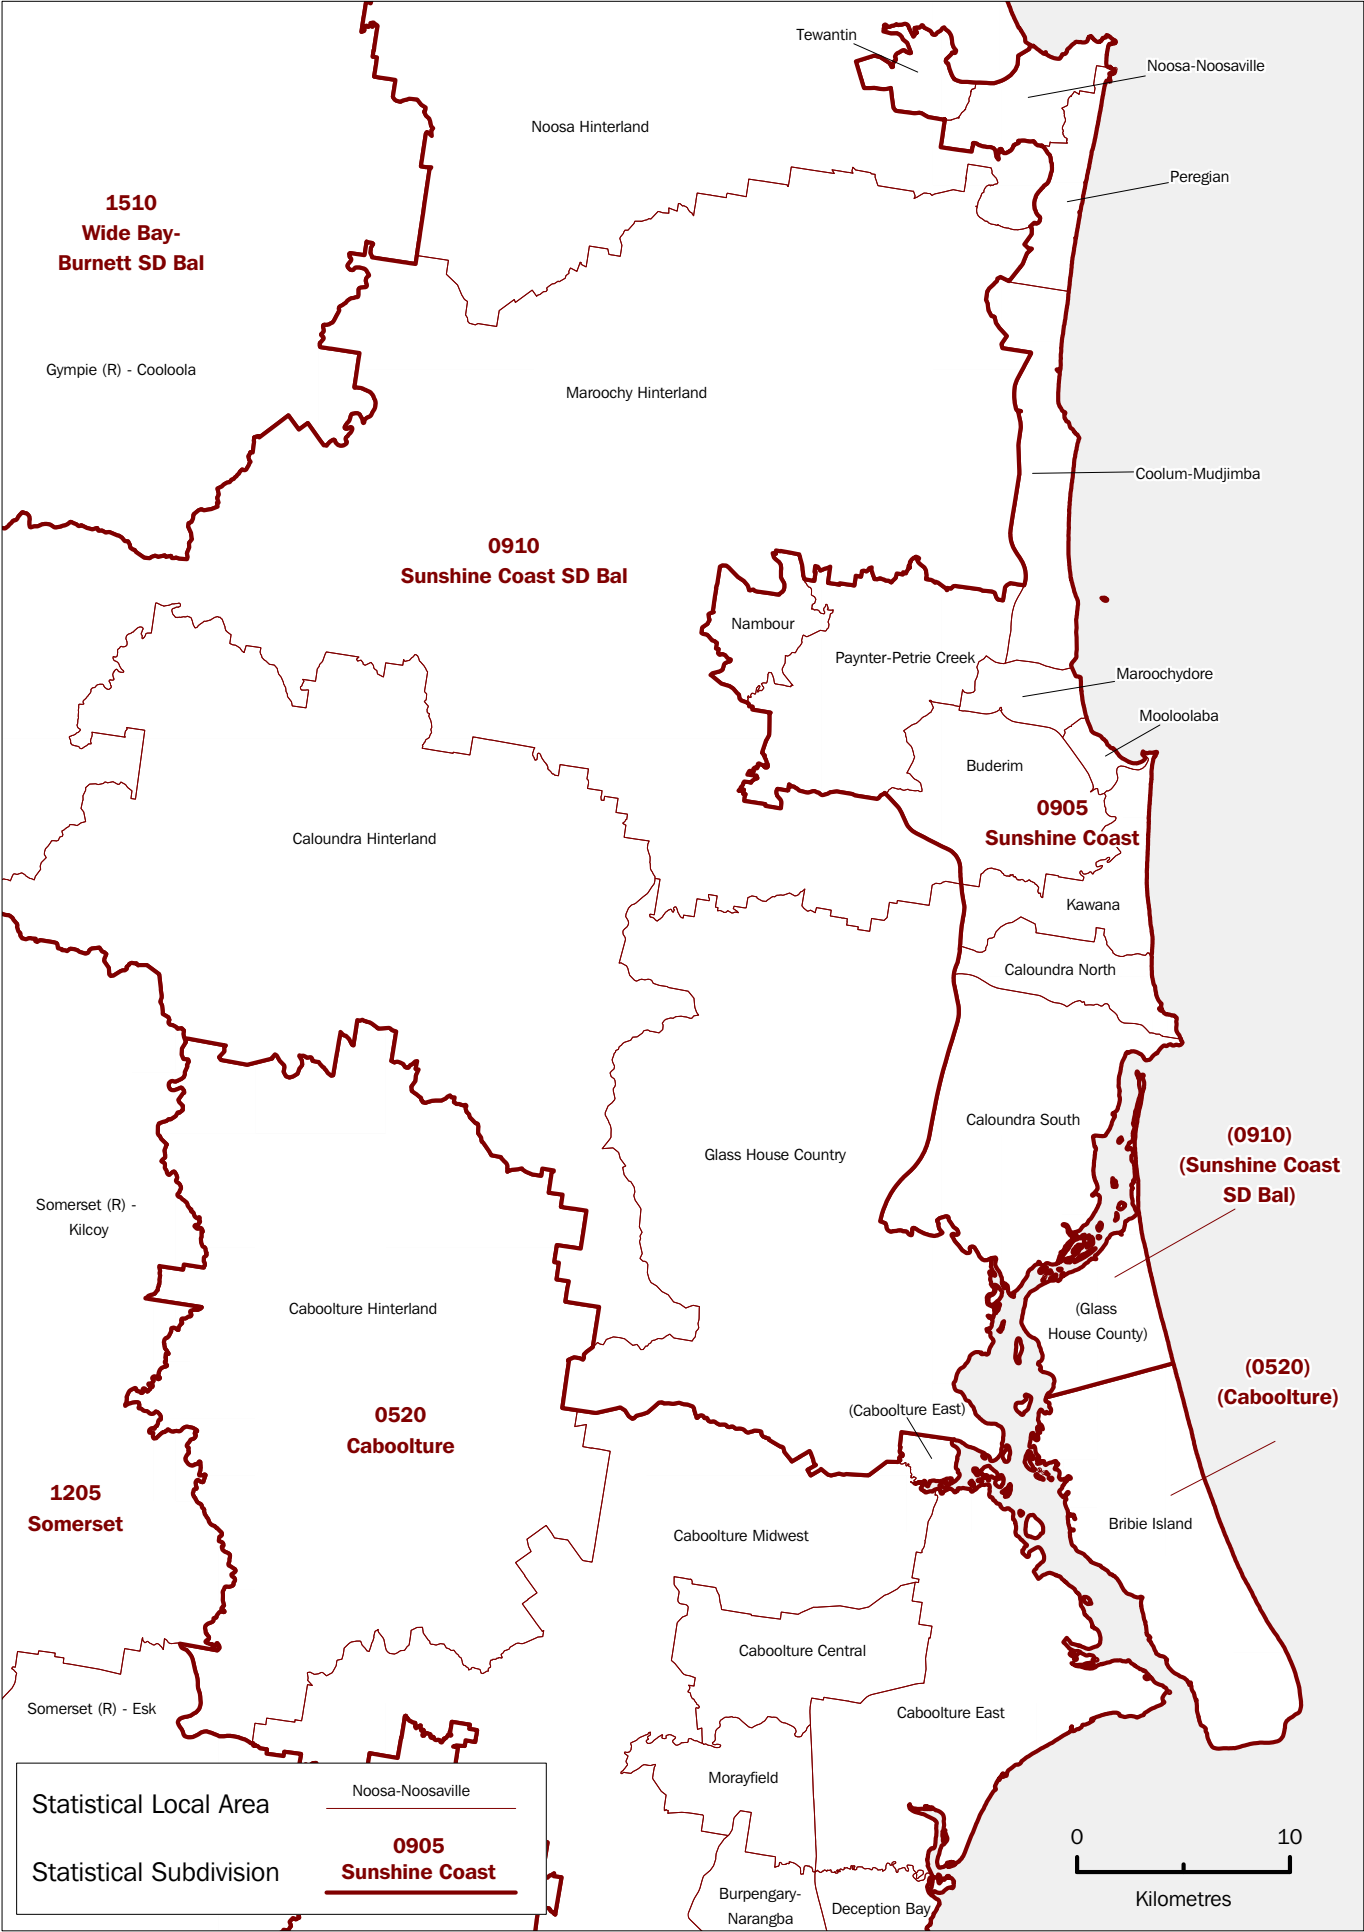 Tewantin
Noosa-Noosaville
Noosa Hinterland
Peregian
1510
Wide Bay-
Burnett SD Bal
Gympie (R) - Cooloola
Maroochy Hinterland
Coolum-Mudjimba
0910
Sunshine Coast SD Bal
Nambour
Paynter-Petrie Creek
Maroochydore
Mooloolaba
Buderim
0905
Sunshine Coast
Caloundra Hinterland
Kawana
Caloundra North
Caloundra South
Glass House Country
(0910)
(Sunshine Coast
SD Bal)
Somerset (R) -
Kilcoy
Caboolture Hinterland
(Glass
House County)
(0520)
(Caboolture)
0520
Caboolture
(Caboolture East)
1205
Somerset
Caboolture Midwest
Bribie Island
Caboolture Central
Somerset (R) - Esk
Caboolture East
Morayfield
Burpengary-
Narangba
Deception Bay
Statistical Local Area
Noosa-Noosaville
Statistical Subdivision
0905
Sunshine Coast
0 10
Kilometres